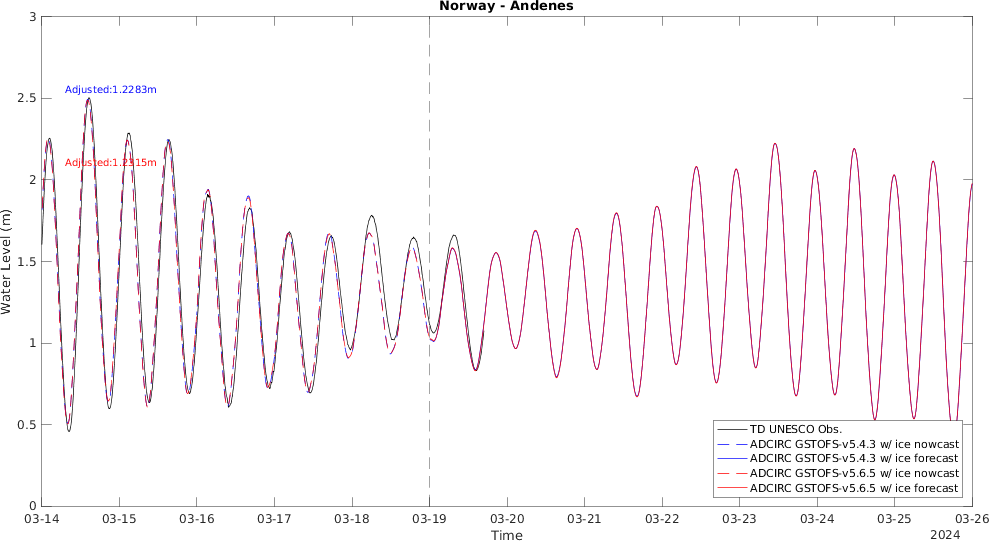 Norway - Andenes
3
2.5
2
1.5
1
0.5
0
Water Level (m)
Adjusted:1.2283m
Adjusted:1.2315m
TD UNESCO Obs.
ADCIRC GSTOFS-v5.4.3 w/ ice nowcast
ADCIRC GSTOFS-v5.4.3 w/ ice forecast
ADCIRC GSTOFS-v5.6.5 w/ ice nowcast
ADCIRC GSTOFS-v5.6.5 w/ ice forecast
03-14 03-15 03-16 03-17 03-18 03-19 03-20 03-21 03-22 03-23 03-24 03-25 03-26
Time
2024